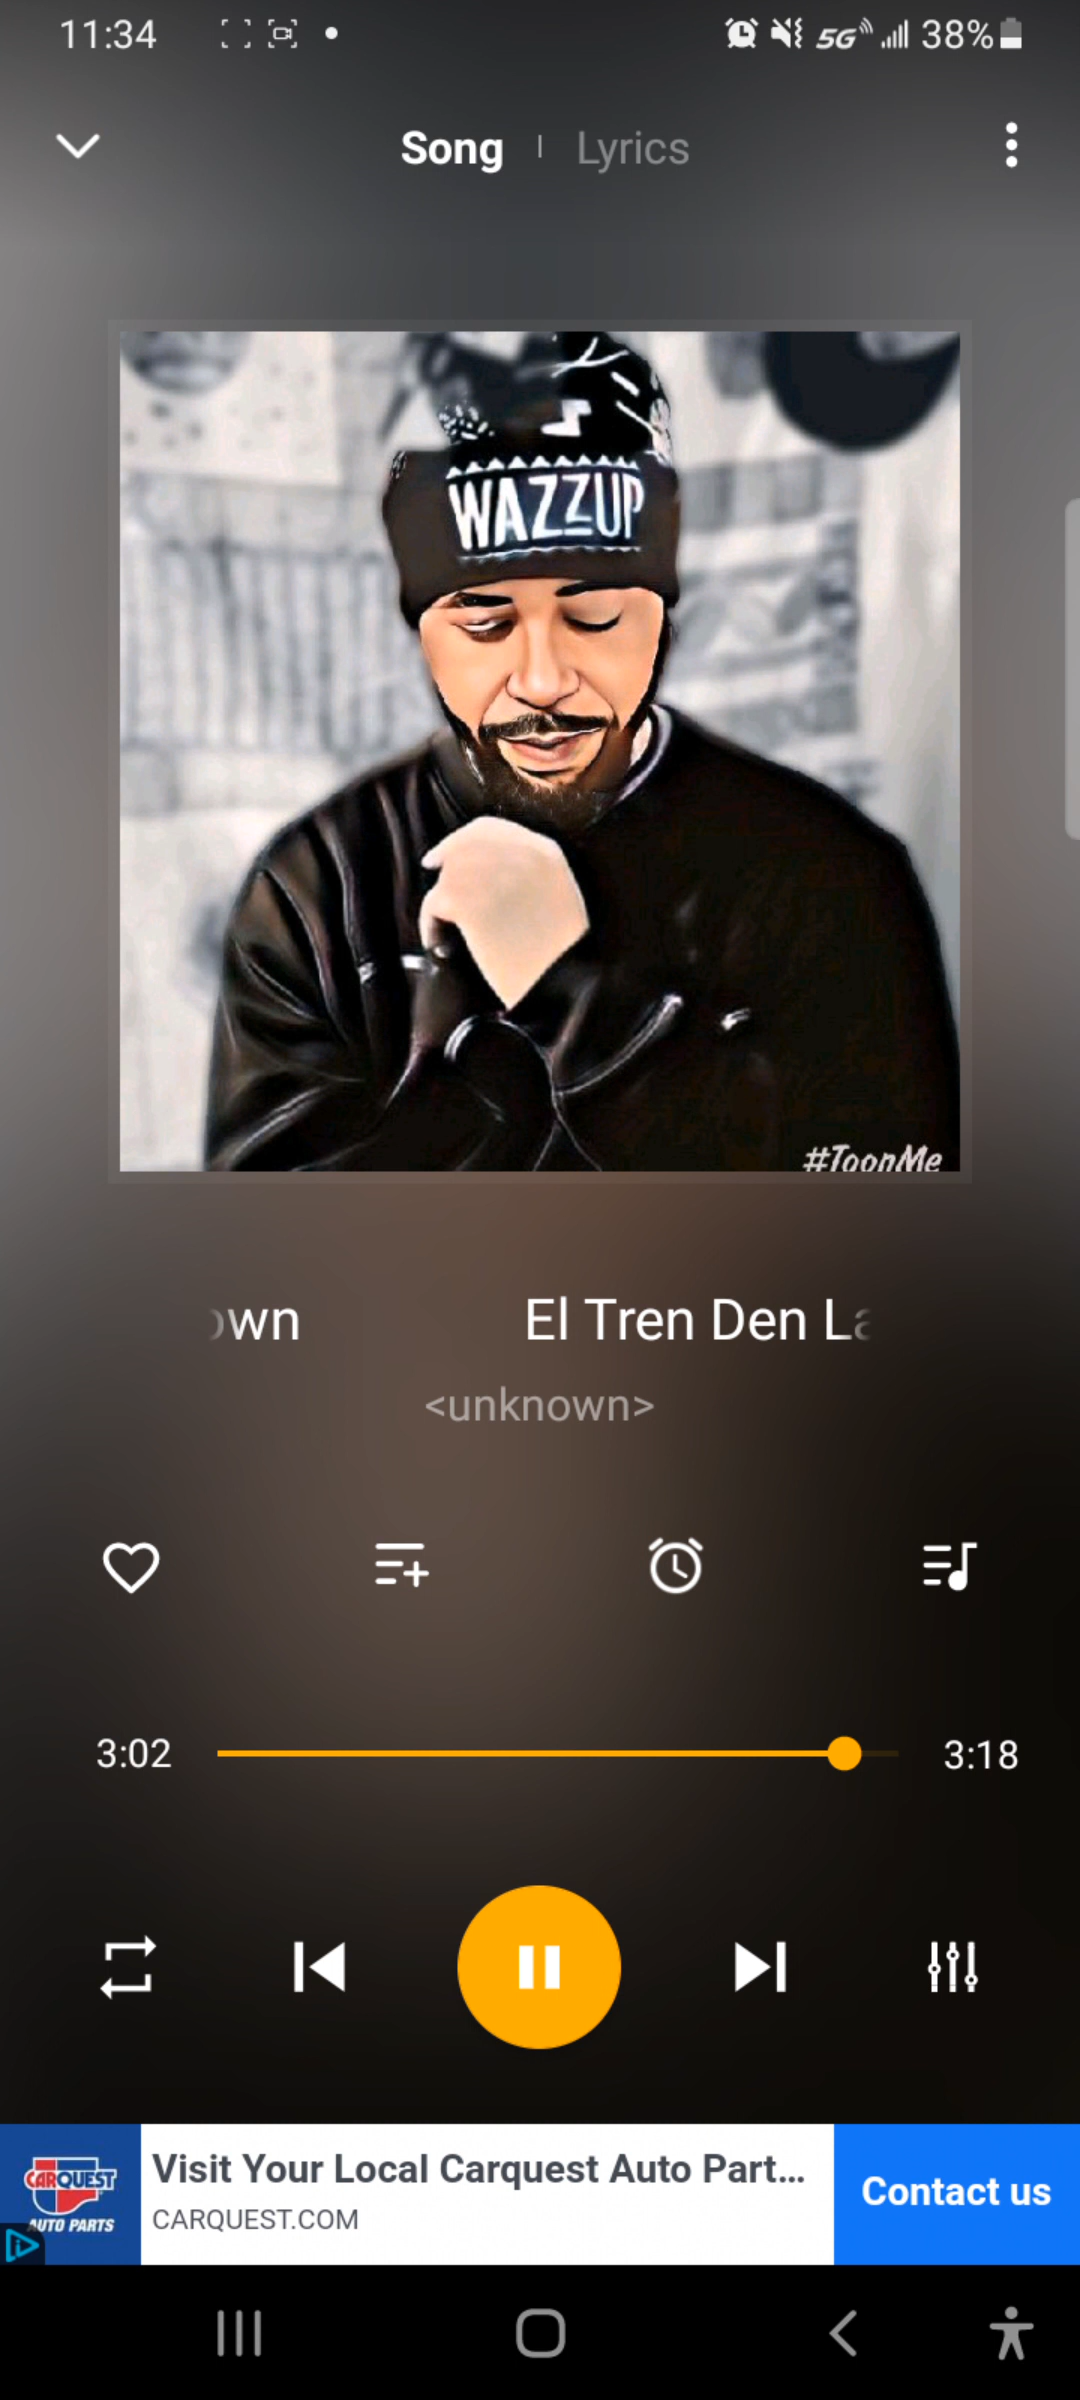 11:34 5G 38%
Song Lyrics
WAZZUP
#ToonMe
own El Tren Den La
<unknown>
3:02 3:18
CARQUEST
AUTO PARTS
Visit Your Local Carquest Auto Part...
CARQUEST.COM
Contact us